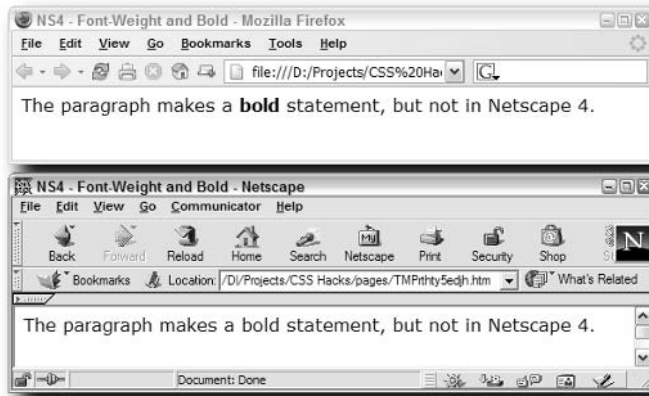 NS4 - Font-Weight and Bold - Mozilla Firefox
File Edit View Go Bookmarks Tools Help
file:///D:/Projects/CSS%20Ha G
The paragraph makes a bold statement, but not in Netscape 4.
NS4 - Font-Weight and Bold - Netscape
File Edit View Go Communicator Help
My N
Back Forward Reload Home Search Netscape Print Security Shop
Bookmarks Location: /D|/Projects/CSS Hacks/pages/TMPrthty5edjh.htm What's Related
The paragraph makes a bold statement, but not in Netscape 4.
Document: Done